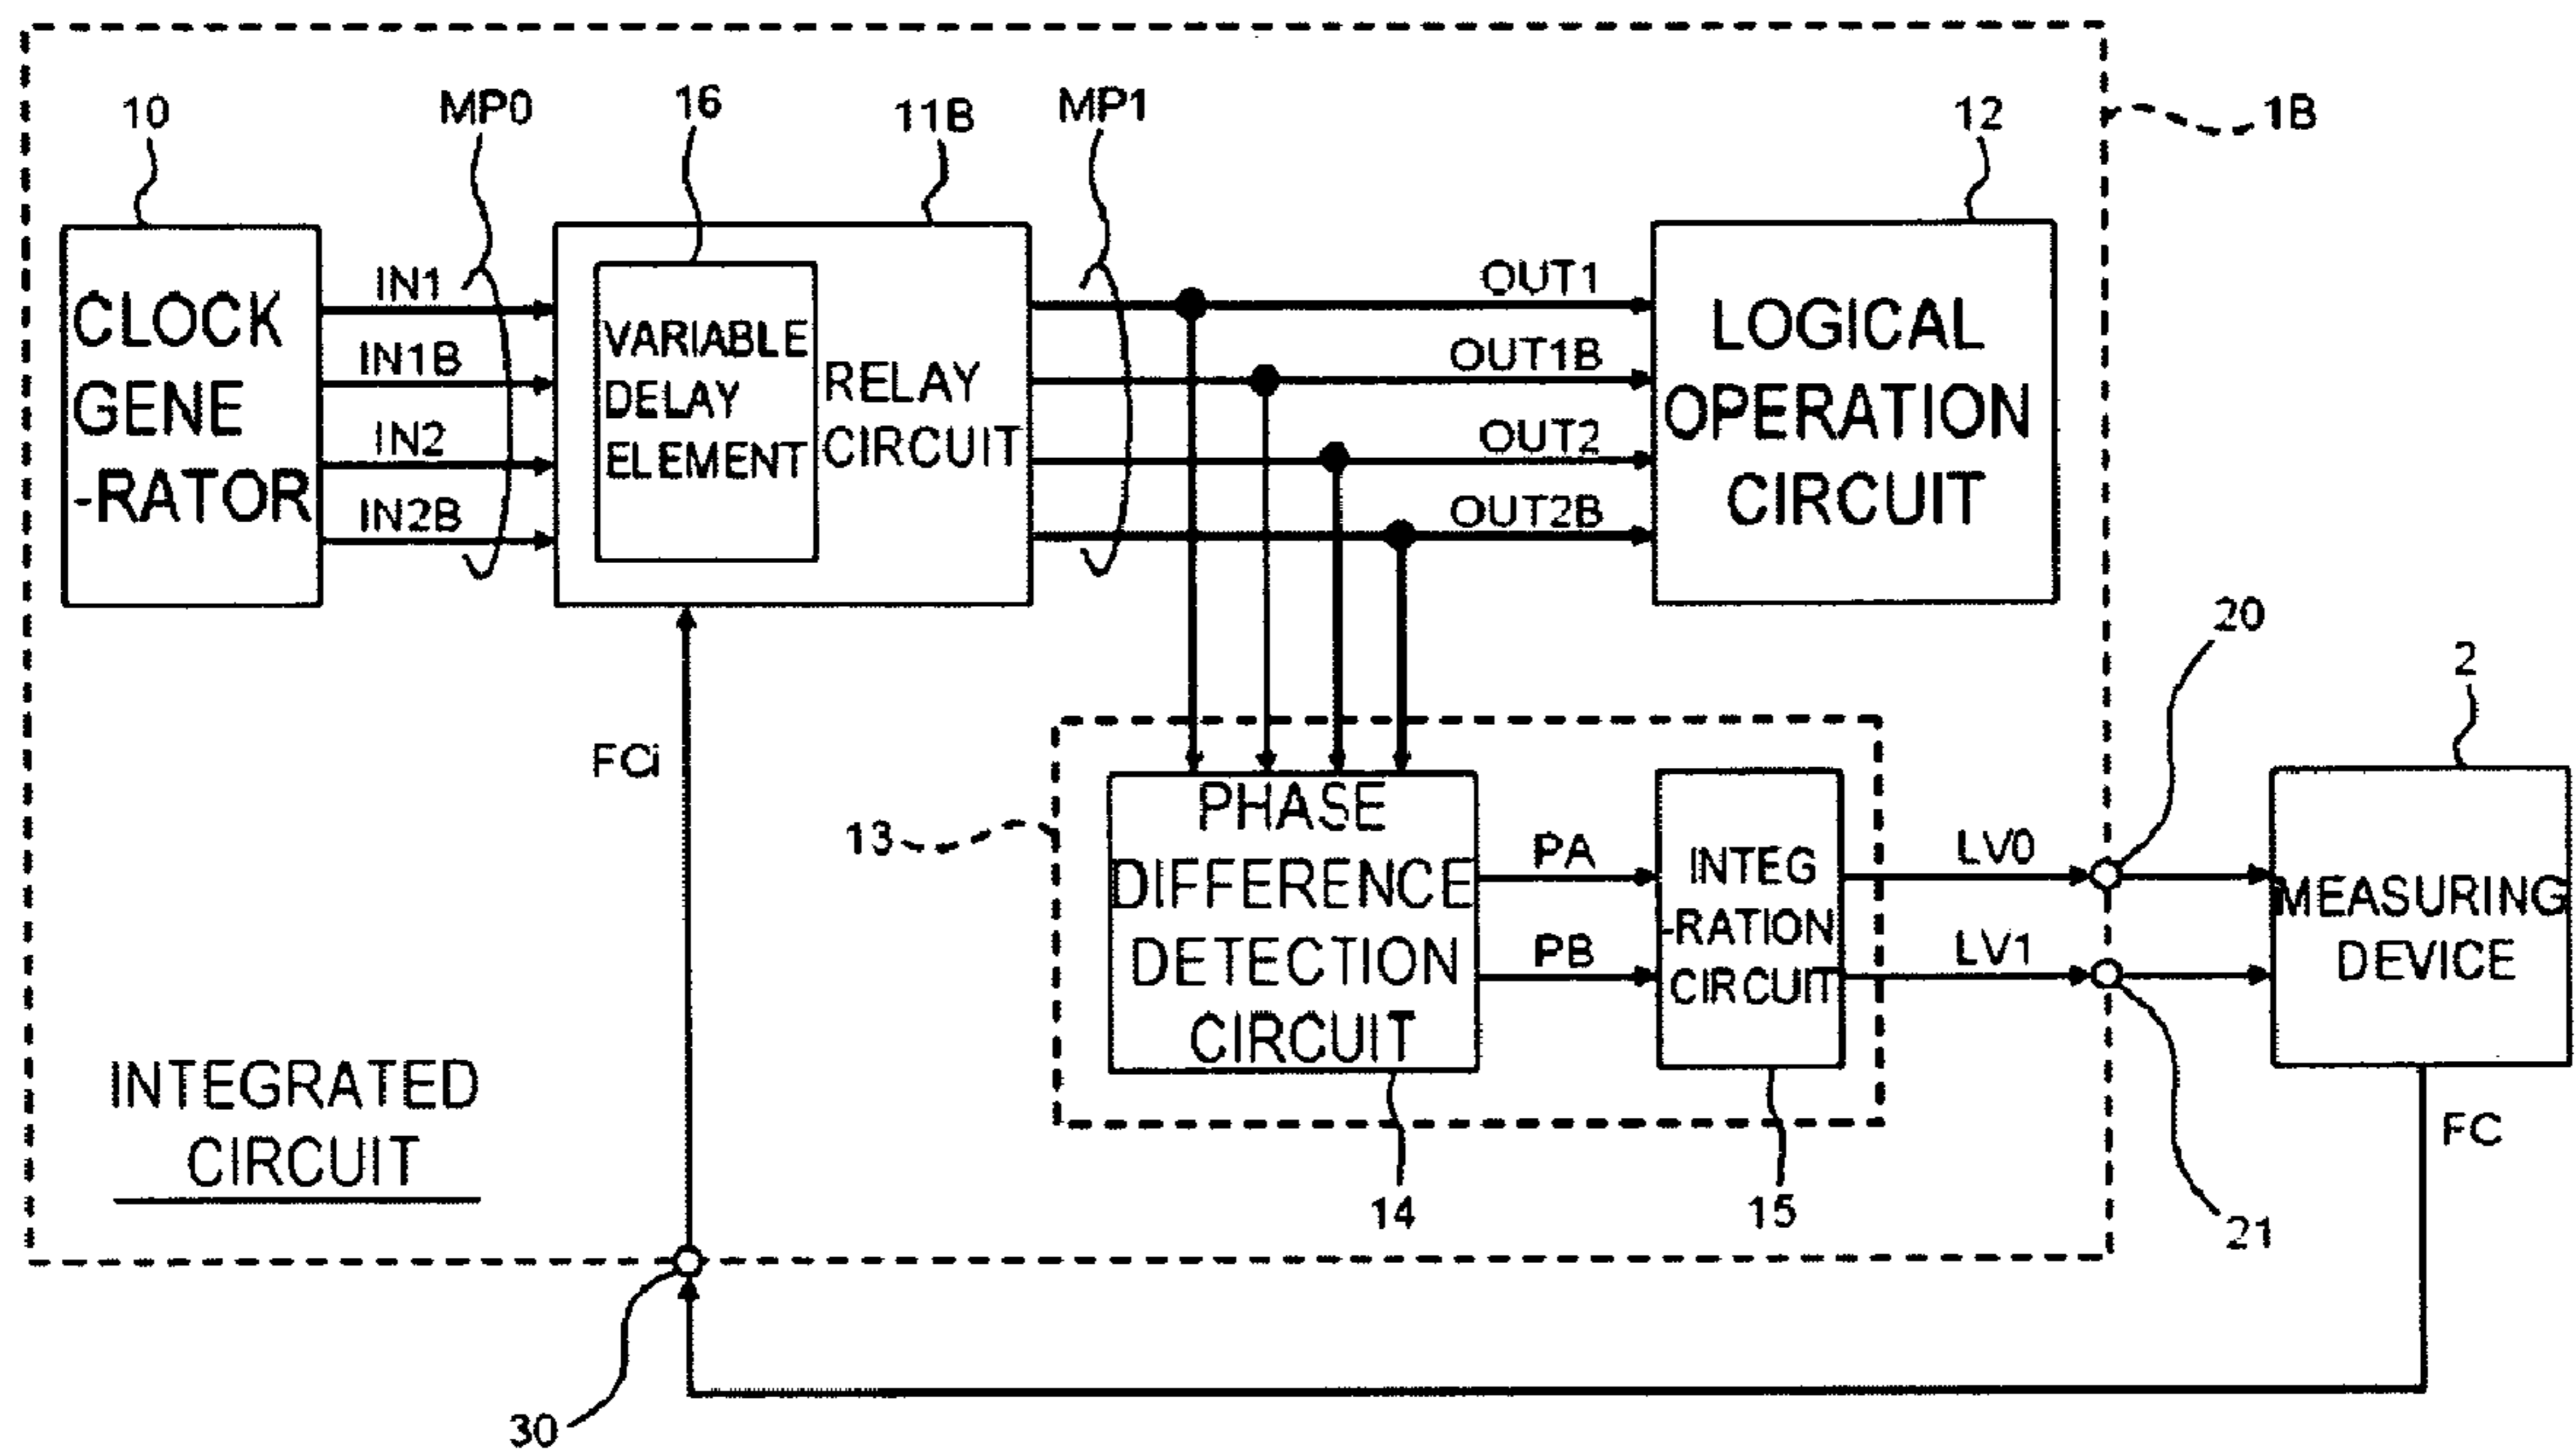 10
MP0
16
11B
MP1
12
1B
CLOCK
GENE
-RATOR
IN1
IN1B
IN2
IN2B
VARIABLE
DELAY
ELEMENT
RELAY
CIRCUIT
OUT1
OUT1B
OUT2
OUT2B
LOGICAL
OPERATION
CIRCUIT
20
2
FCi
13
PHASE
DIFFERENCE
DETECTION
CIRCUIT
PA
PB
INTEG
-RATION
CIRCUIT
LV0
LV1
MEASURING
DEVICE
INTEGRATED
CIRCUIT
14
15
21
FC
30